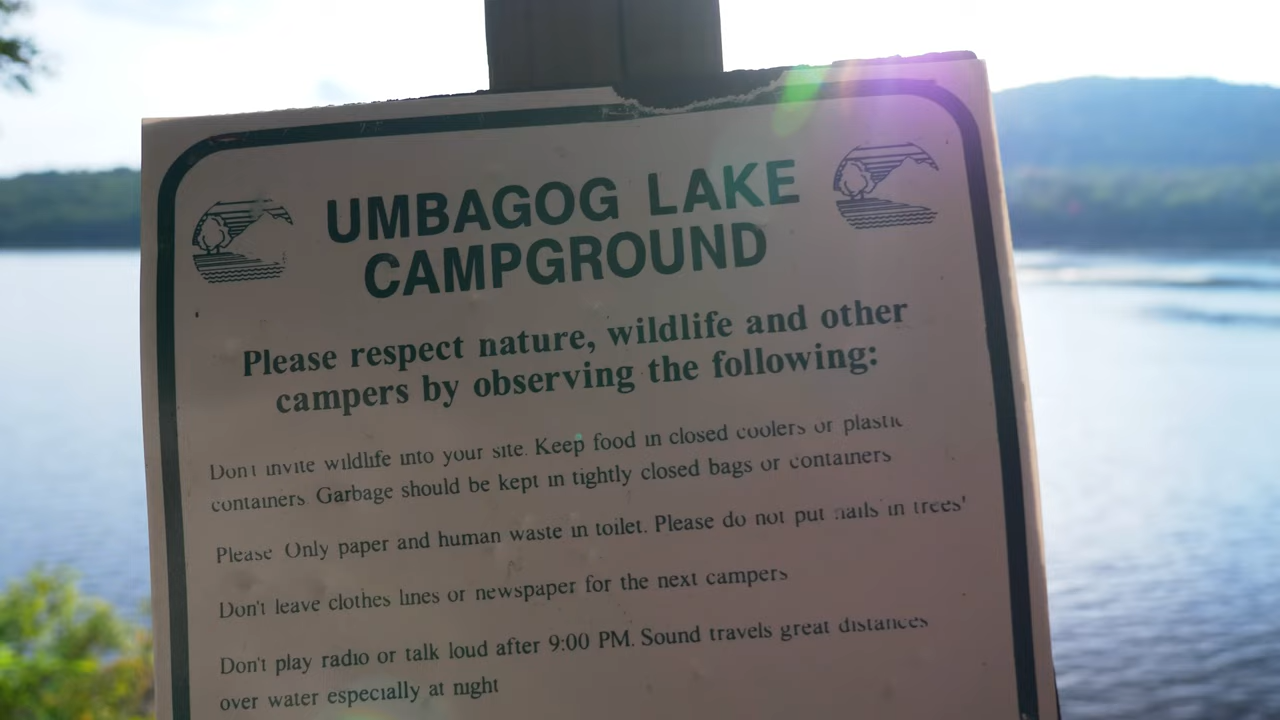 UMBAGOG LAKE
CAMPGROUND
Please respect nature, wildlife and other
campers by observing the following:
Don't invite wildlife into your site. Keep food in closed coolers or plastic
containers. Garbage should be kept in tightly closed bags or containers
Please Only paper and human waste in toilet. Please do not put nails in trees!
Don't leave clothes lines or newspaper for the next campers
Don't play radio or talk loud after 9:00 PM. Sound travels great distances
over water especially at night